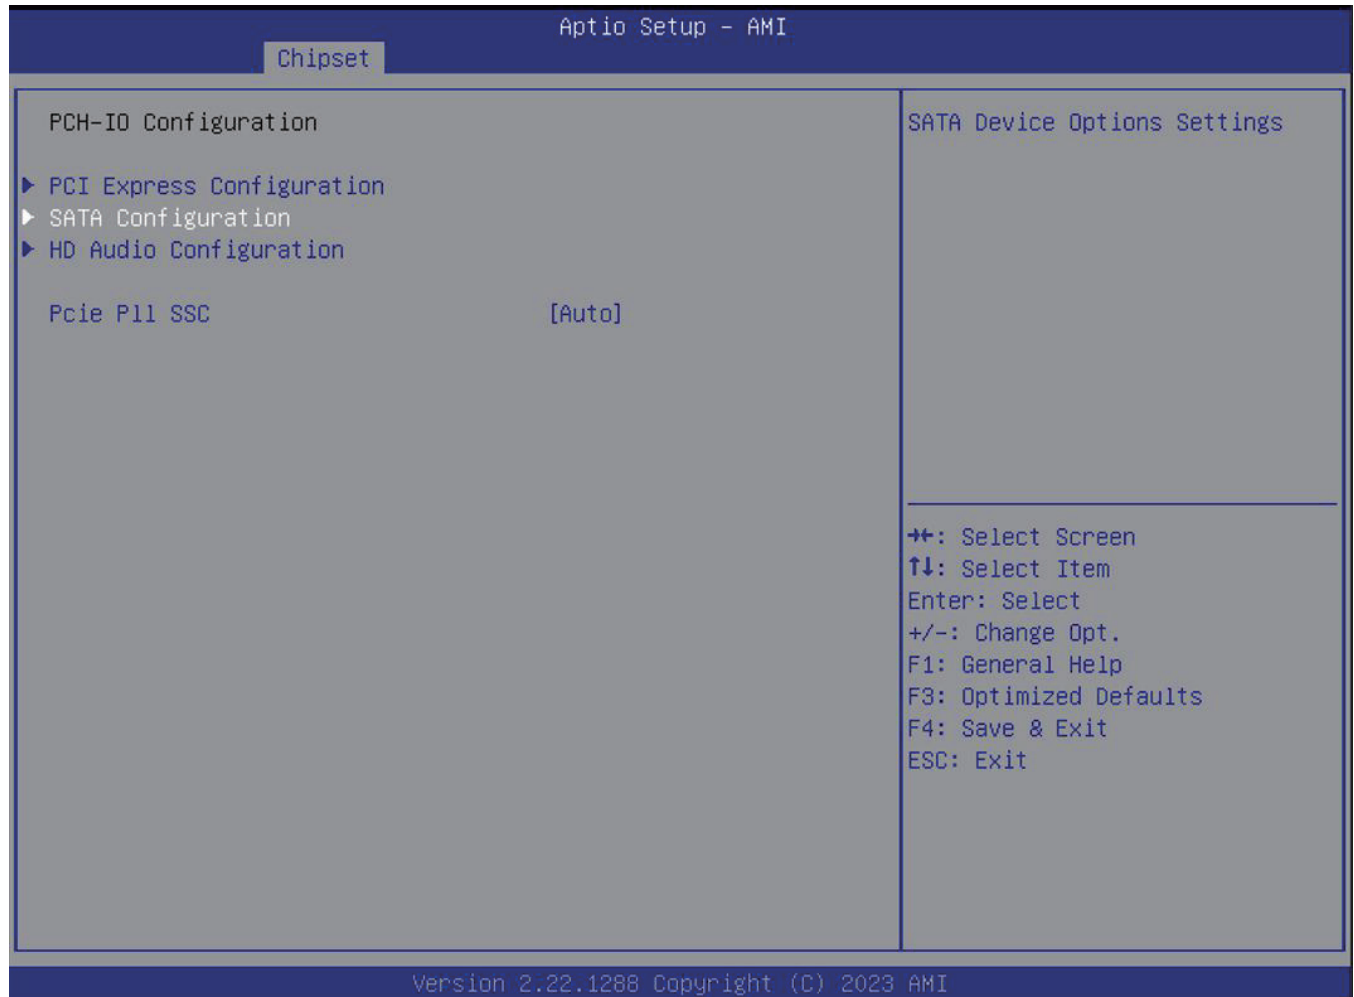 Aptio Setup – AMI
Chipset
PCH-IO Configuration
PCI Express Configuration
SATA Configuration
HD Audio Configuration
Pcie Pll SSC [Auto]
SATA Device Options Settings
→←: Select Screen
↑↓: Select Item
Enter: Select
+/-: Change Opt.
F1: General Help
F3: Optimized Defaults
F4: Save & Exit
ESC: Exit
Version 2.22.1288 Copyright (C) 2023 AMI